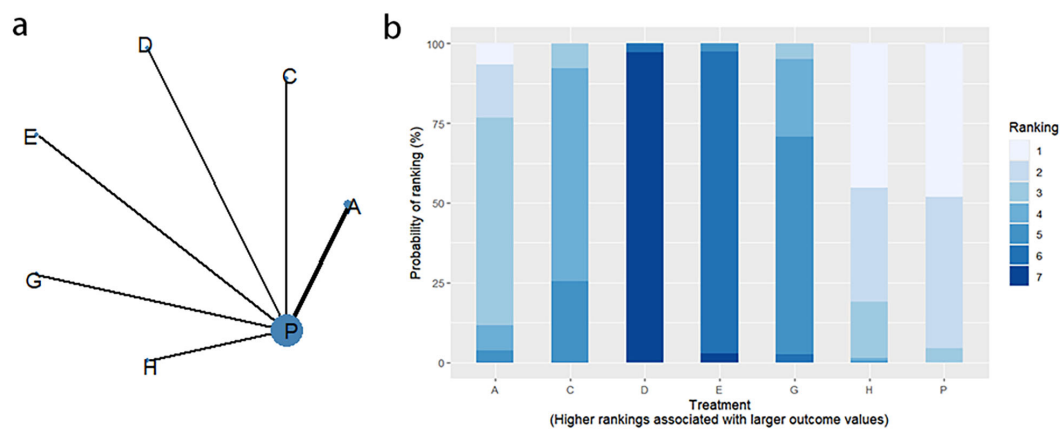 a
D
C
E
A
G
P
H
b
Probability of ranking (%)
100
75
50
25
0
A C D E G H P
Treatment
(Higher rankings associated with larger outcome values)
Ranking
1
2
3
4
5
6
7